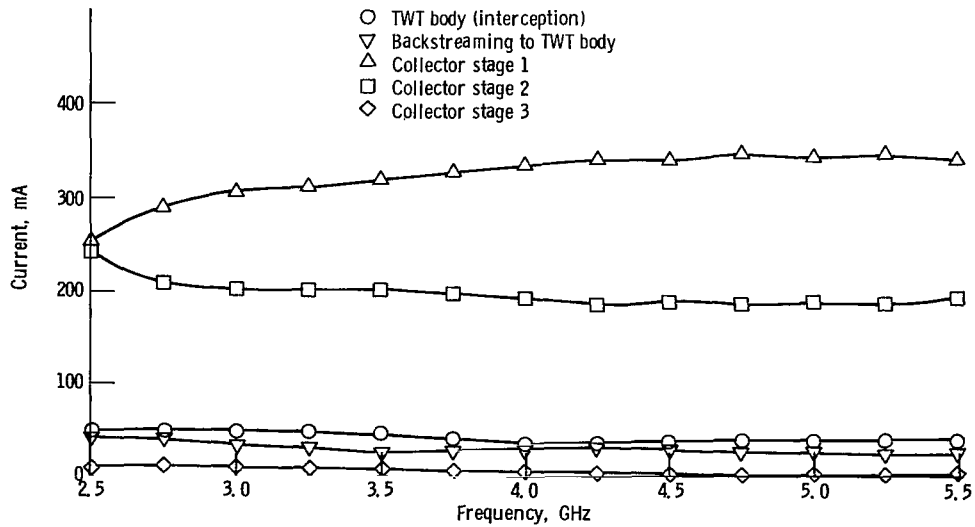 TWT body (interception)
Backstreaming to TWT body
Collector stage 1
Collector stage 2
Collector stage 3
400
300
200
100
0
Current, mA
2.5 3.0 3.5 4.0 4.5 4.75 5.0 5.5
Frequency, GHz